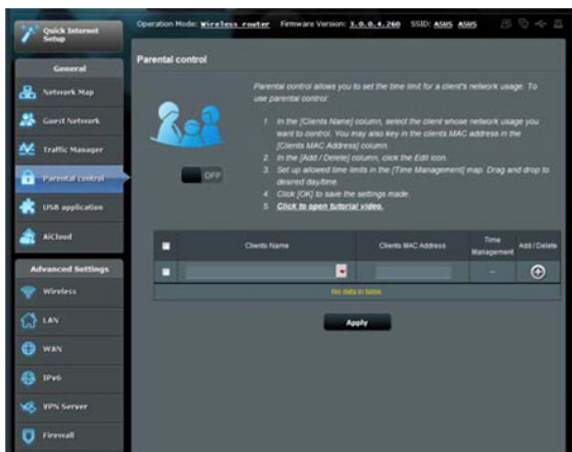 Quick Internet
Setup
Operation Mode: Wireless router Firmware Version: 3.0.0.4.260 SSID: ASUS ASUS
General
Network Map
Guest Network
Traffic Manager
Parental control
USB application
AiCloud
Advanced Settings
Wireless
LAN
WAN
IPv6
VPN Server
Firewall
Parental control
Parental control allows you to set the time limit for a client's network usage. To
use parental control:
1. In the [Clients Name] column, select the client whose network usage you
want to control. You may also key in the clients MAC address in the
[Clients MAC Address] column.
2. In the [Add / Delete] column, click the Edit icon.
3. Set up allowed time limits in the [Time Management] map. Drag and drop to
desired day/time.
4. Click [OK] to save the settings made.
5. Click to open tutorial video.
OFF
Clients Name Clients MAC Address Time Management Add / Delete
--
No data in table.
Apply